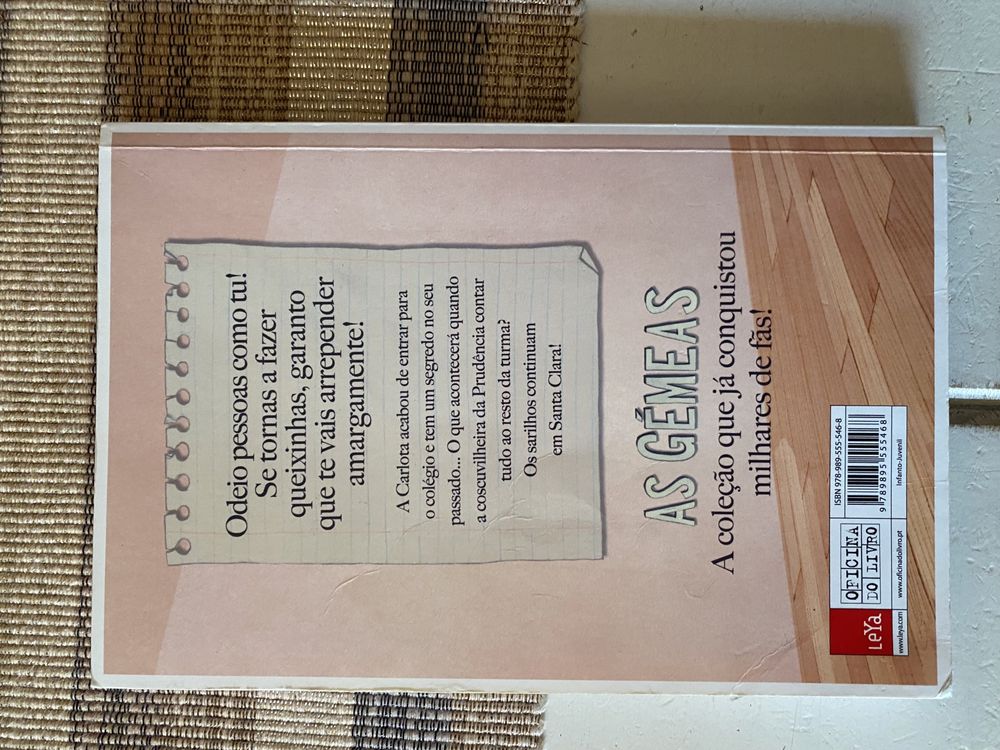 Odeio pessoas como tu!
Se tornas a fazer
queixinhas, garanto
que te vais arrepender
amargamente!
A Carlota acabou de entrar para
o colégio e tem um segredo no seu
passado... O que acontecerá quando
a coscuvilheira da Prudência contar
tudo ao resto da turma?
Os sarilhos continuam
em Santa Clara!
AS GÉMEAS
A coleção que já conquistou
milhares de fãs!
LeYa
www.leya.com
OFICINA
DO LIVRO
www.oficinadolivro.pt
ISBN 978-989-555-546-8
9 789895 555468
Infanto-Juvenil